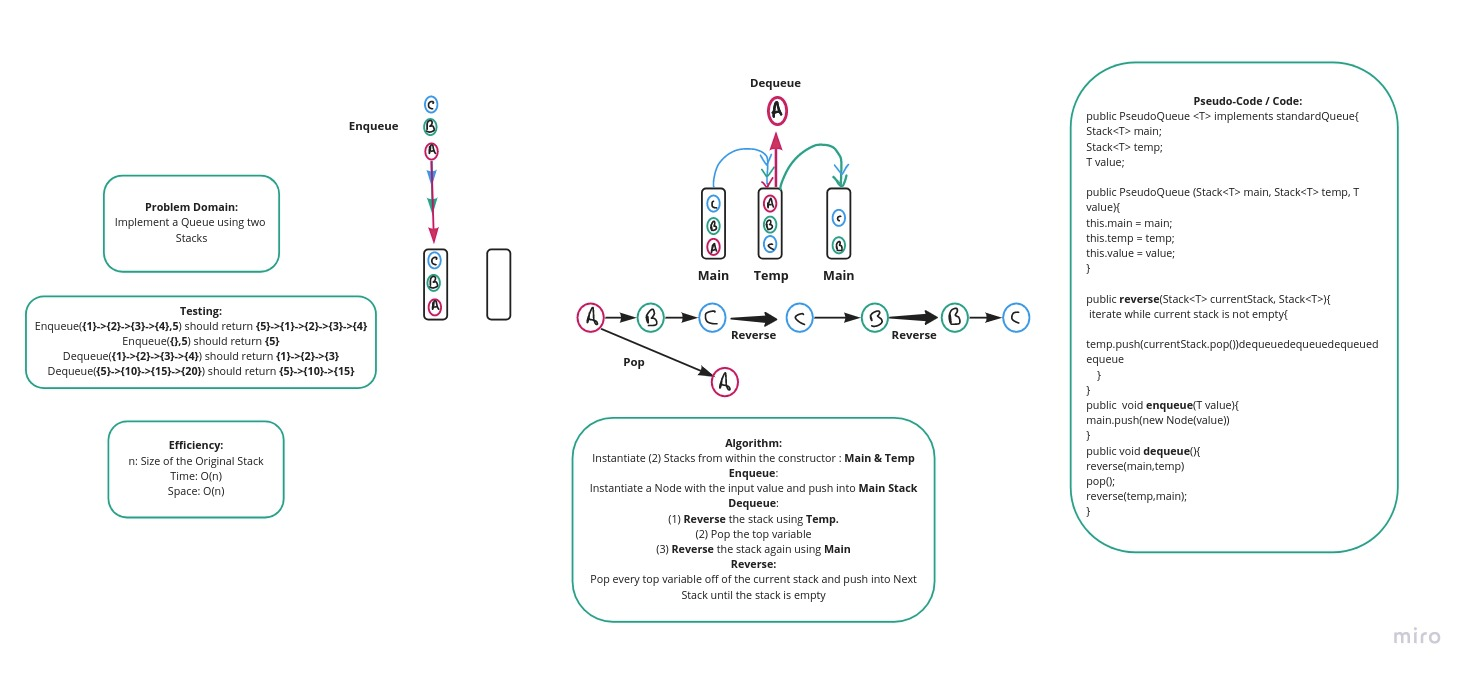 Problem Domain:
Implement a Queue using two
Stacks
Testing:
Enqueue({1}->{2}->{3}->{4},5) should return {5}->{1}->{2}->{3}->{4}
Enqueue({},5) should return {5}
Dequeue({1}->{2}->{3}->{4}) should return {1}->{2}->{3}
Dequeue({5}->{10}->{15}->{20}) should return {5}->{10}->{15}
Efficiency:
n: Size of the Original Stack
Time: O(n)
Space: O(n)
Enqueue
C
B
A
C
B
A
Dequeue
A
C
B
A
A
B
C
C
B
Main Temp Main
A B C Reverse C B Reverse B C
Pop
A
Algorithm:
Instantiate (2) Stacks from within the constructor : Main & Temp
Enqueue:
Instantiate a Node with the input value and push into Main Stack
Dequeue:
(1) Reverse the stack using Temp.
(2) Pop the top variable
(3) Reverse the stack again using Main
Reverse:
Pop every top variable off of the current stack and push into Next
Stack until the stack is empty
Pseudo-Code / Code:
public PseudoQueue <T> implements standardQueue{
Stack<T> main;
Stack<T> temp;
T value;
public PseudoQueue (Stack<T> main, Stack<T> temp, T
value){
this.main = main;
this.temp = temp;
this.value = value;
}
public reverse(Stack<T> currentStack, Stack<T>){
iterate while current stack is not empty{
temp.push(currentStack.pop())dequeuedequeuedequeued
equeue
}
}
public  void enqueue(T value){
main.push(new Node(value))
}
public void dequeue(){
reverse(main,temp)
pop();
reverse(temp,main);
}
miro